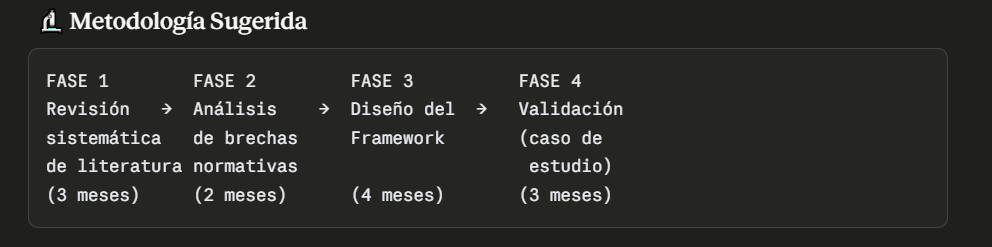 Metodología Sugerida
FASE 1 FASE 2 FASE 3 FASE 4
Revisión → Análisis → Diseño del → Validación
sistemática de brechas Framework (caso de
de literatura normativas estudio)
(3 meses) (2 meses) (4 meses) (3 meses)